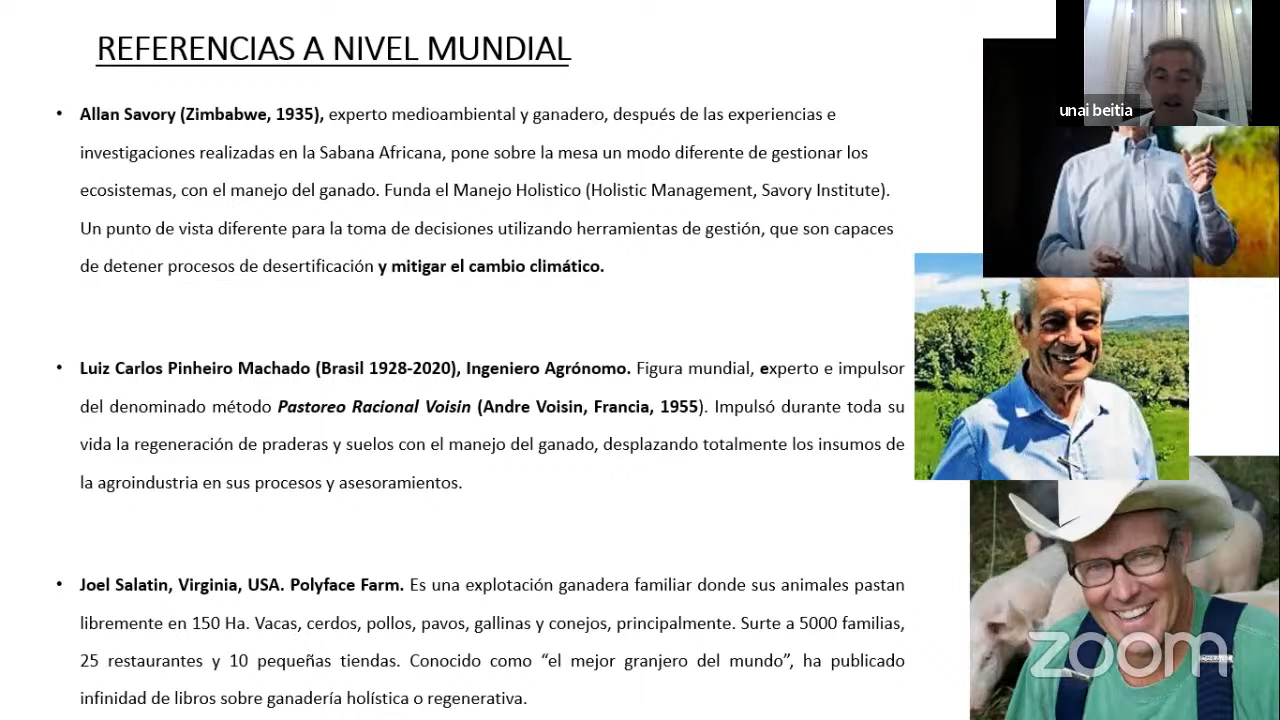 REFERENCIAS A NIVEL MUNDIAL
unai beitia
• Allan Savory (Zimbabwe, 1935), experto medioambiental y ganadero, después de las experiencias e
investigaciones realizadas en la Sabana Africana, pone sobre la mesa un modo diferente de gestionar los
ecosistemas, con el manejo del ganado. Funda el Manejo Holistico (Holistic Management, Savory Institute).
Un punto de vista diferente para la toma de decisiones utilizando herramientas de gestión, que son capaces
de detener procesos de desertificación y mitigar el cambio climático.
• Luiz Carlos Pinheiro Machado (Brasil 1928-2020), Ingeniero Agrónomo. Figura mundial, experto e impulsor
del denominado método Pastoreo Racional Voisin (Andre Voisin, Francia, 1955). Impulsó durante toda su
vida la regeneración de praderas y suelos con el manejo del ganado, desplazando totalmente los insumos de
la agroindustria en sus procesos y asesoramientos.
• Joel Salatin, Virginia, USA. Polyface Farm. Es una explotación ganadera familiar donde sus animales pastan
libremente en 150 Ha. Vacas, cerdos, pollos, pavos, gallinas y conejos, principalmente. Surte a 5000 familias,
25 restaurantes y 10 pequeñas tiendas. Conocido como “el mejor granjero del mundo”, ha publicado
infinidad de libros sobre ganadería holística o regenerativa.
zoom